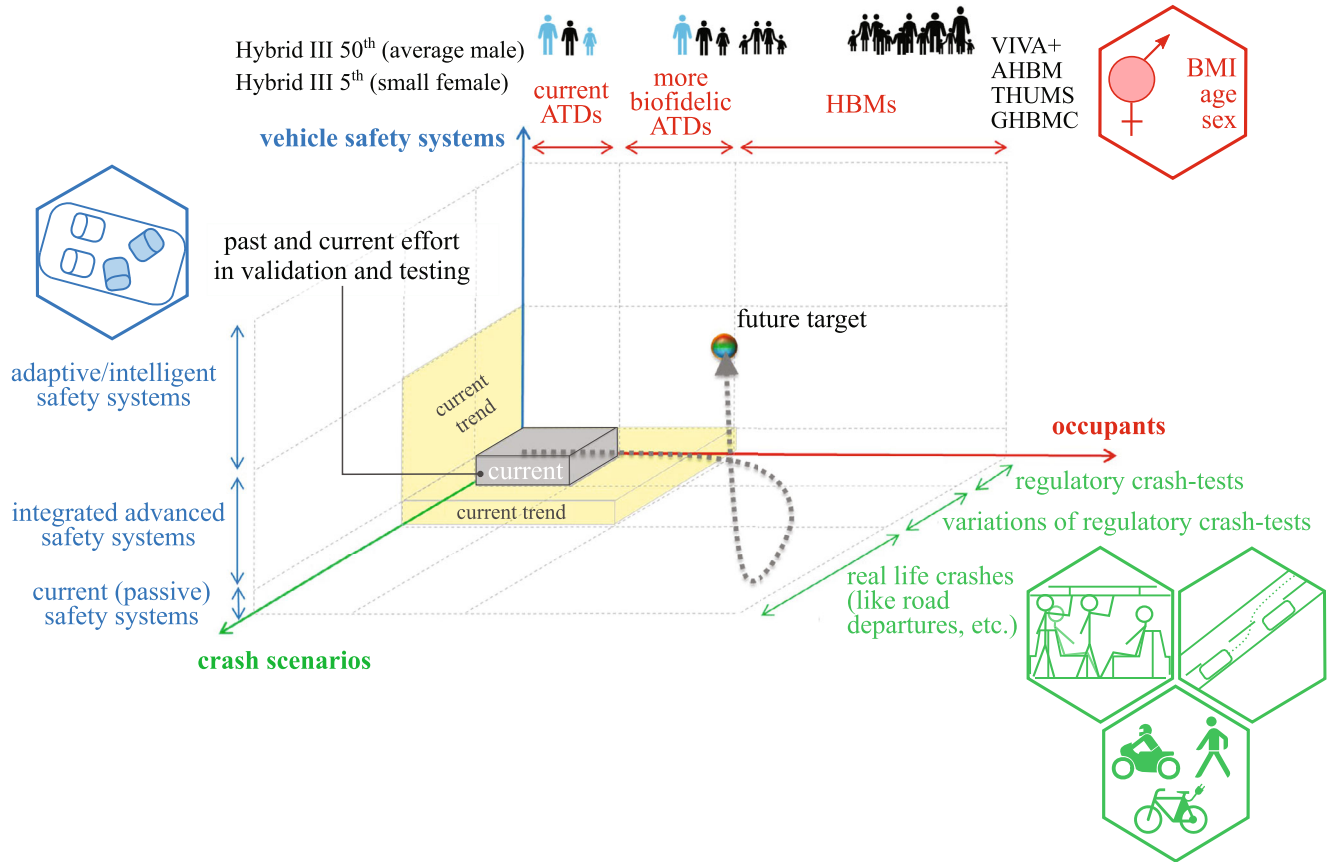 Hybrid III 50th (average male)
Hybrid III 5th (small female)
current
ATDs
more
biofidelic
ATDs
HBMs
VIVA+
AHBM
THUMS
GHBMC
BMI
age
sex
vehicle safety systems
past and current effort
in validation and testing
future target
adaptive/intelligent
safety systems
current
trend
occupants
current
regulatory crash-tests
current trend
variations of regulatory crash-tests
integrated advanced
safety systems
real life crashes
(like road
departures, etc.)
current (passive)
safety systems
crash scenarios